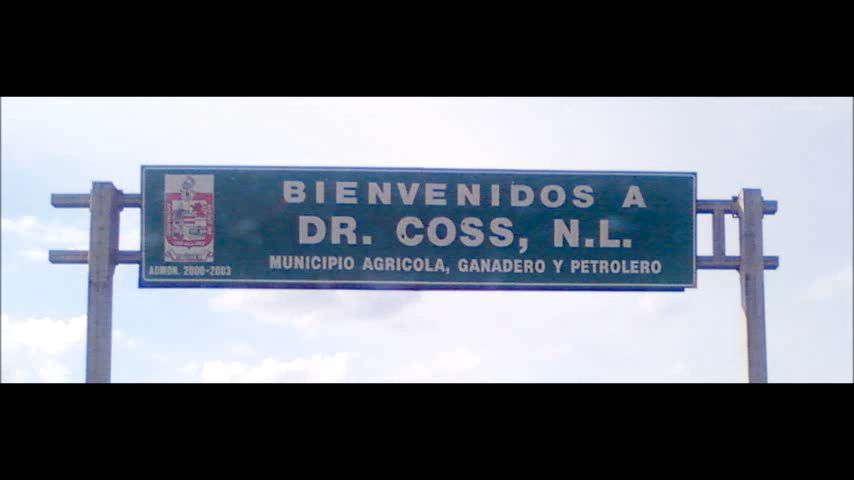 BIENVENIDOS A
DR. COSS, N.L.
MUNICIPIO AGRICOLA, GANADERO Y PETROLERO
ADMON. 2000-2003